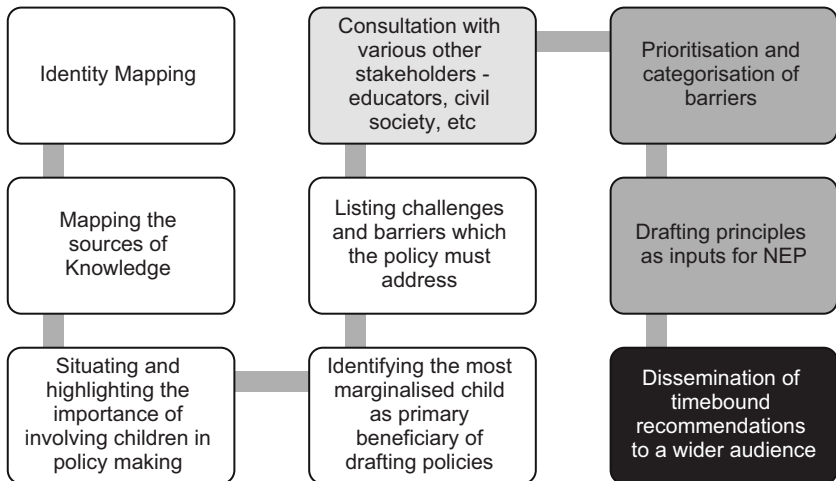 Identity Mapping
Mapping the
sources of
Knowledge
Situating and
highlighting the
importance of
involving children in
policy making
Identifying the most
marginalised child
as primary
beneficiary of
drafting policies
Listing challenges
and barriers which
the policy must
address
Consultation with
various other
stakeholders -
educators, civil
society, etc
Prioritisation and
categorisation of
barriers
Drafting principles
as inputs for NEP
Dissemination of
timebound
recommendations
to a wider audience